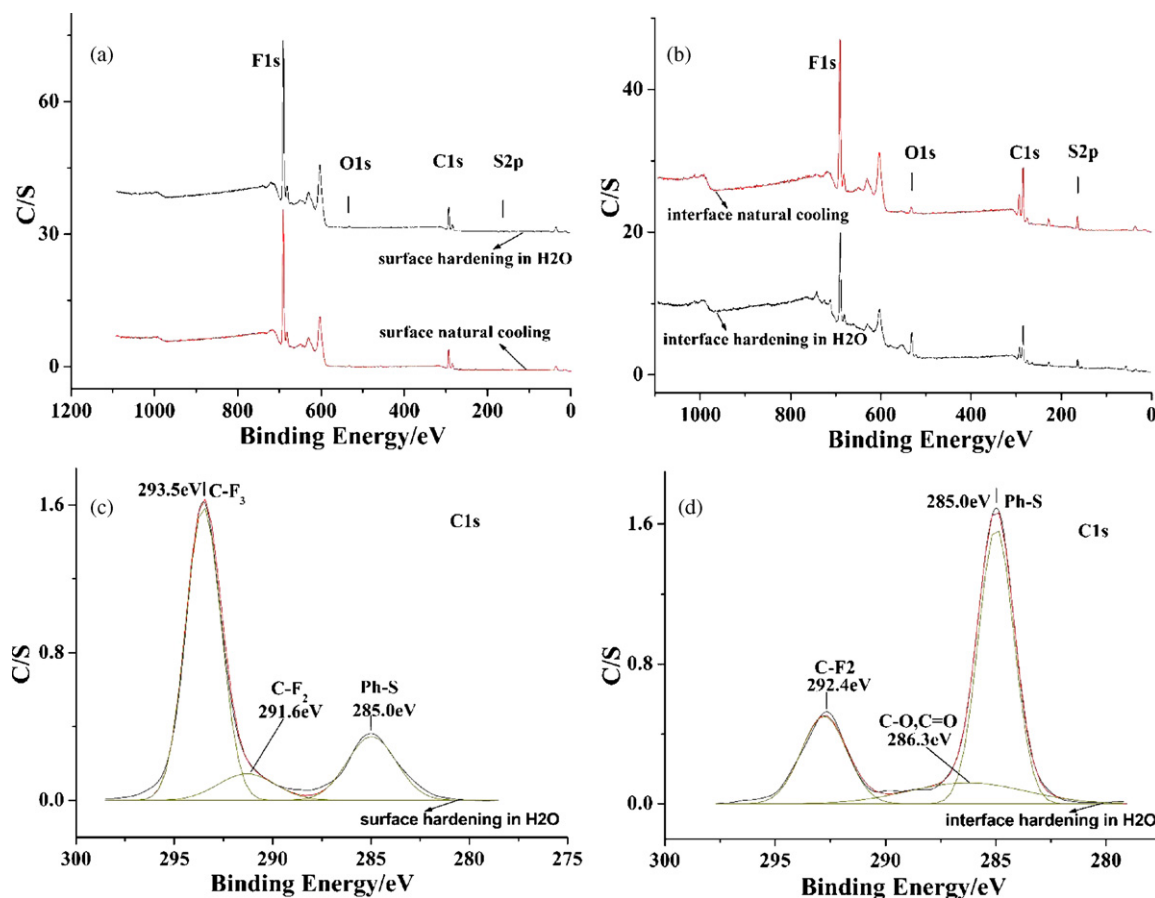 (a)
F1s
O1s
C1s
S2p
surface hardening in H2O
surface natural cooling
C/S
60
30
0
1200
1000
800
600
400
200
0
Binding Energy/eV
(b)
F1s
O1s
C1s
S2p
interface natural cooling
interface hardening in H2O
C/S
40
20
0
1000
800
600
400
200
0
Binding Energy/eV
(c)
293.5eV
C-F3
C1s
C-F2
291.6eV
Ph-S
285.0eV
surface hardening in H2O
C/S
1.6
0.8
0.0
300
295
290
285
280
275
Binding Energy/eV
(d)
285.0eV
Ph-S
C1s
C-F2
292.4eV
C-O,C=O
286.3eV
interface hardening in H2O
C/S
1.6
0.8
0.0
300
295
290
285
280
Binding Energy/eV